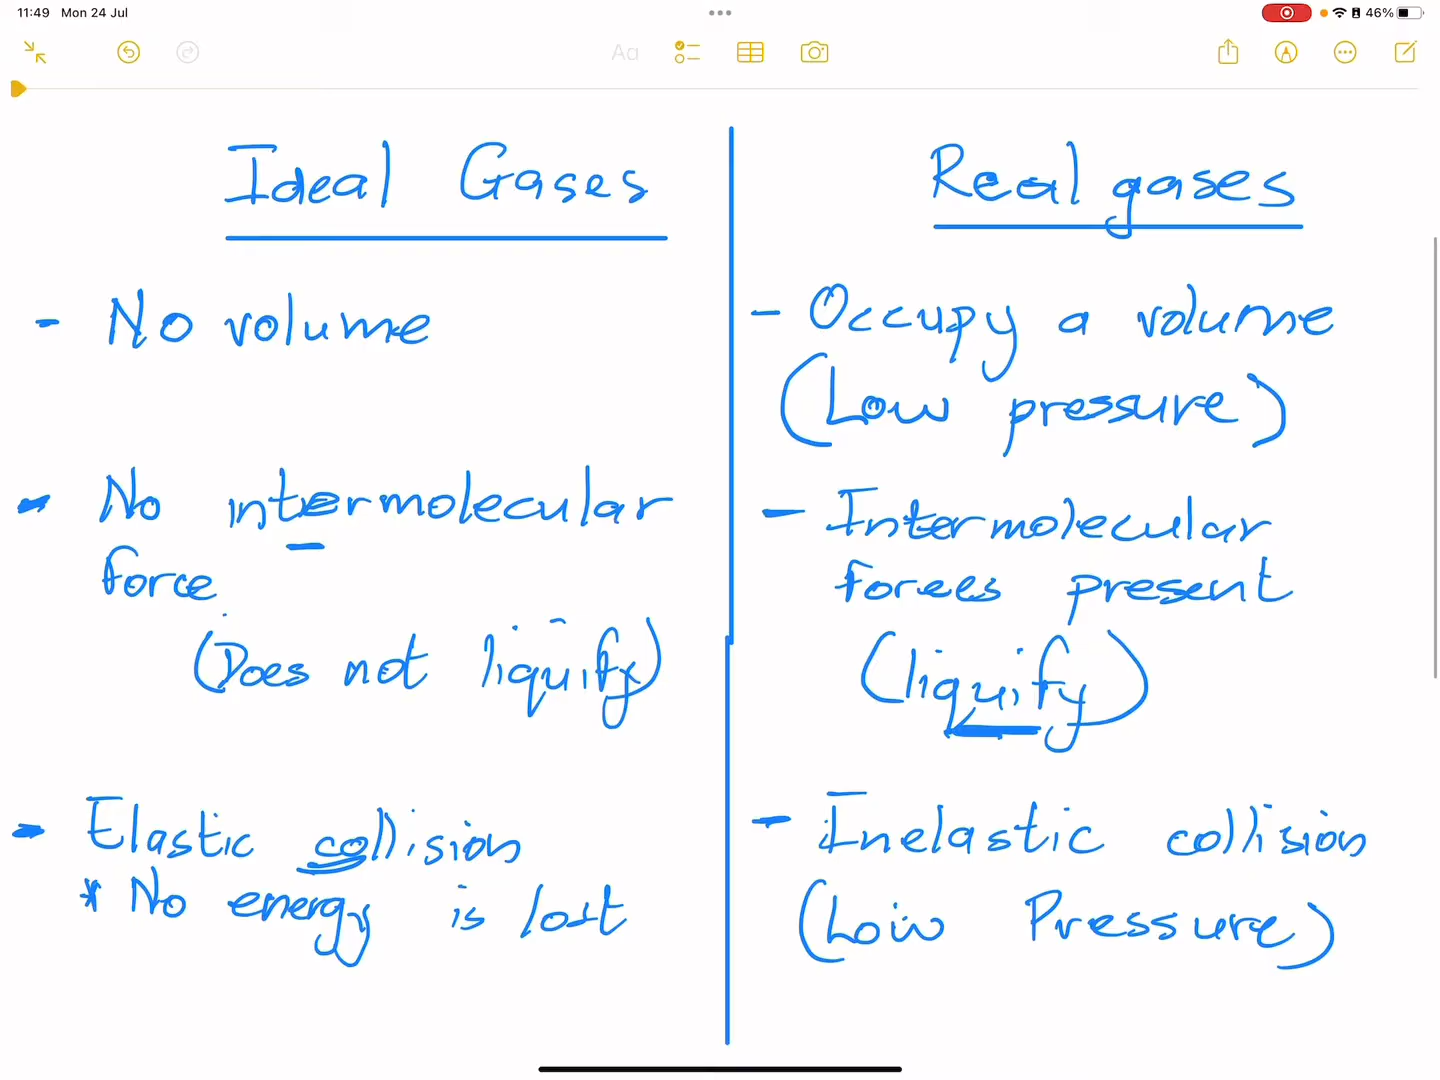 11:49 Mon 24 Jul
46%
Aa
Ideal Gases
- No volume
- No intermolecular
force
(Does not liquify)
- Elastic collision
* No energy is lost
Real gases
- Occupy a volume
(Low pressure)
- Intermolecular
forces present
(liquify)
- Inelastic collision
(Low Pressure)